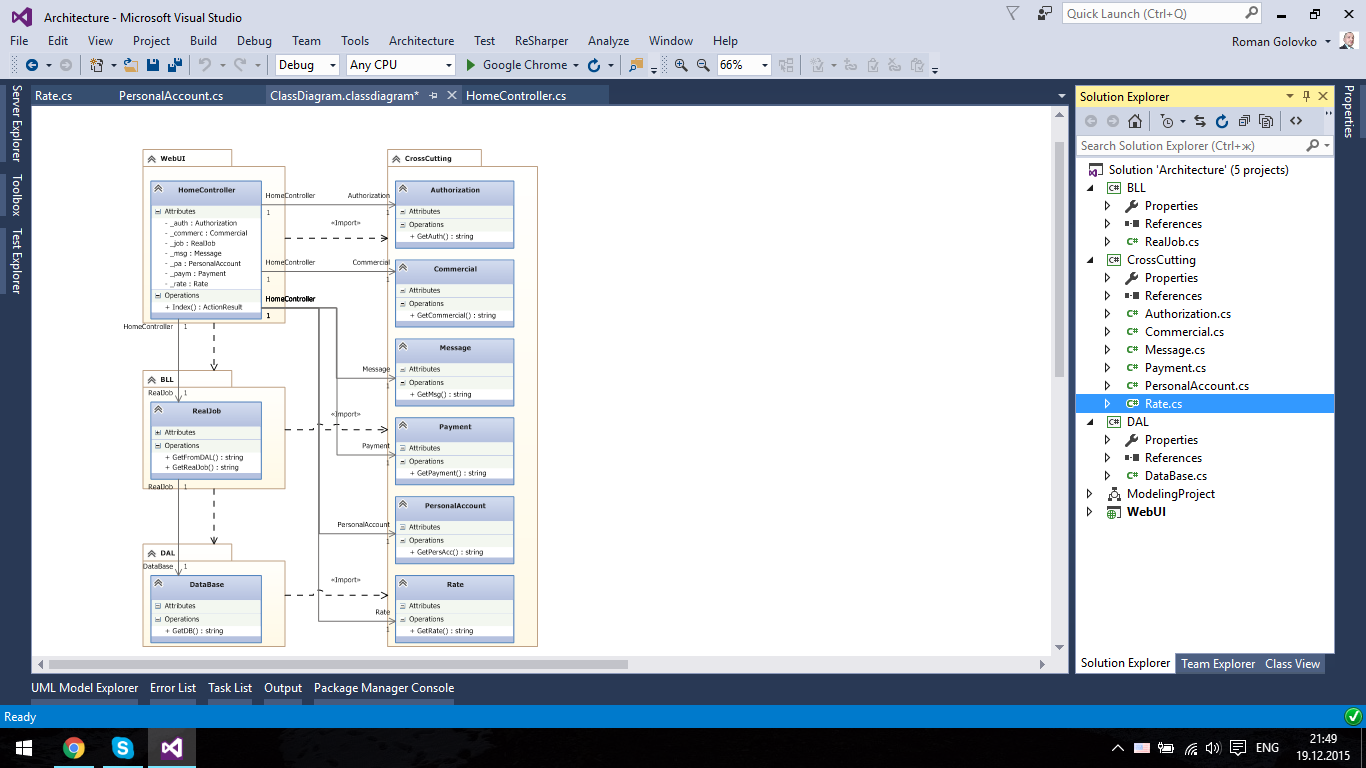 Architecture - Microsoft Visual Studio
Quick Launch (Ctrl+Q)
File Edit View Project Build Debug Team Tools Architecture Test ReSharper Analyze Window Help
Roman Golovko
Debug Any CPU Google Chrome 66%
Server Explorer
Toolbox
Test Explorer
Rate.cs PersonalAccount.cs ClassDiagram.classdiagram* HomeController.cs
WebUI
HomeController
Attributes
- _auth : Authorization
- _commerc : Commercial
- _job : RealJob
- _msg : Message
- _pa : PersonalAccount
- _paym : Payment
- _rate : Rate
Operations
+ Index() : ActionResult
HomeController Authorization
1 1
«Import»
HomeController Commercial
1 1
HomeController
1
HomeController 1
Message
1
Payment
1
PersonalAccount
1
Rate
1
BLL
RealJob 1
RealJob
Attributes
Operations
+ GetFromDAL() : string
+ GetRealJob() : string
«Import»
RealJob 1
DAL
DataBase 1
DataBase
Attributes
Operations
+ GetDB() : string
«Import»
CrossCutting
Authorization
Attributes
Operations
+ GetAuth() : string
Commercial
Attributes
Operations
+ GetCommercial() : string
Message
Attributes
Operations
+ GetMsg() : string
Payment
Attributes
Operations
+ GetPayment() : string
PersonalAccount
Attributes
Operations
+ GetPersAcc() : string
Rate
Attributes
Operations
+ GetRate() : string
Solution Explorer
Search Solution Explorer (Ctrl+ж)
Solution 'Architecture' (5 projects)
C# BLL
Properties
References
C# RealJob.cs
C# CrossCutting
Properties
References
C# Authorization.cs
C# Commercial.cs
C# Message.cs
C# Payment.cs
C# PersonalAccount.cs
C# Rate.cs
C# DAL
Properties
References
C# DataBase.cs
ModelingProject
WebUI
Solution Explorer Team Explorer Class View
Properties
UML Model Explorer Error List Task List Output Package Manager Console
Ready
ENG
21:49
19.12.2015